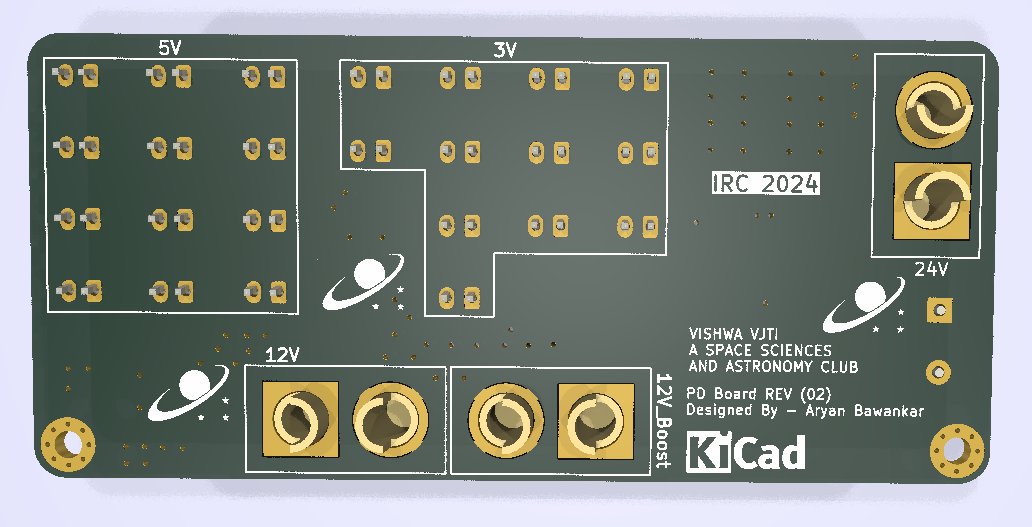 5V
3V
IRC 2024
24V
12V
12V_Boost
VISHWA VJTI
A SPACE SCIENCES
AND ASTRONOMY CLUB
PD Board REV (02)
Designed By - Aryan Bawankar
KiCad